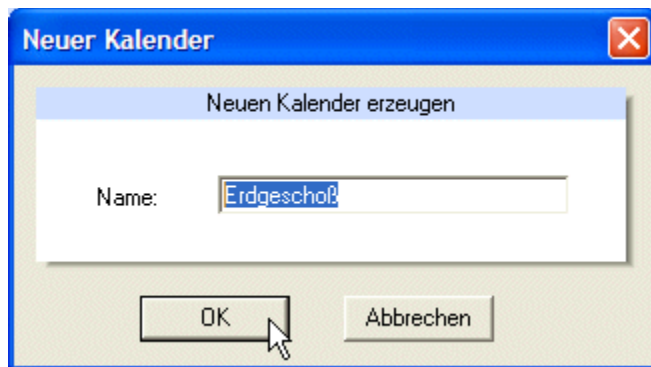 Neuer Kalender
Neuen Kalender erzeugen
Name: Erdgeschoß
OK Abbrechen